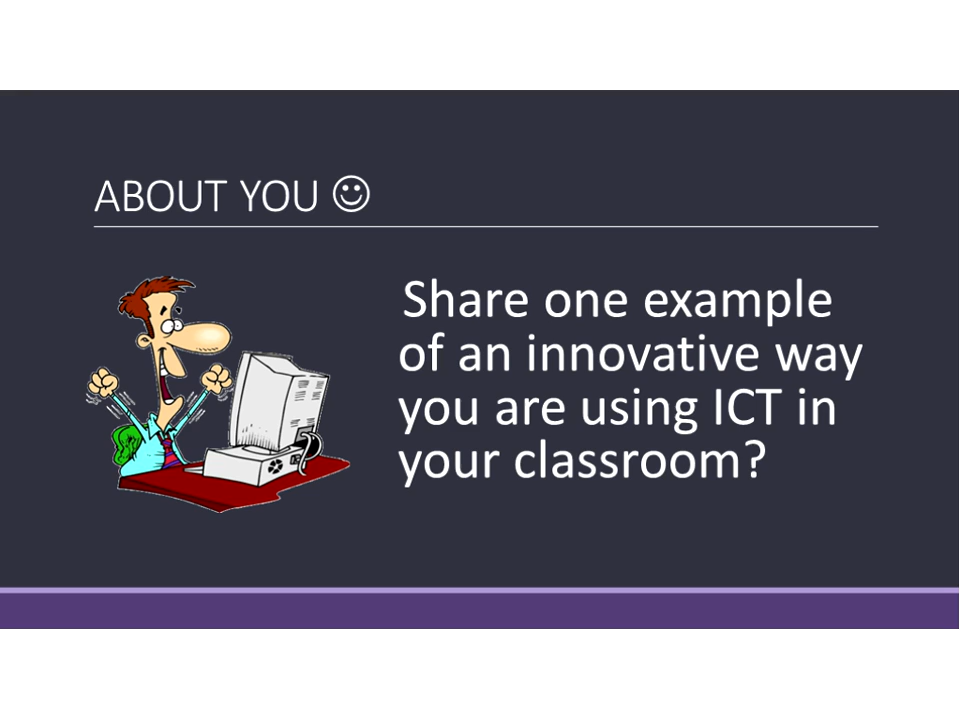 ABOUT YOU ☺
Share one example
of an innovative way
you are using ICT in
your classroom?